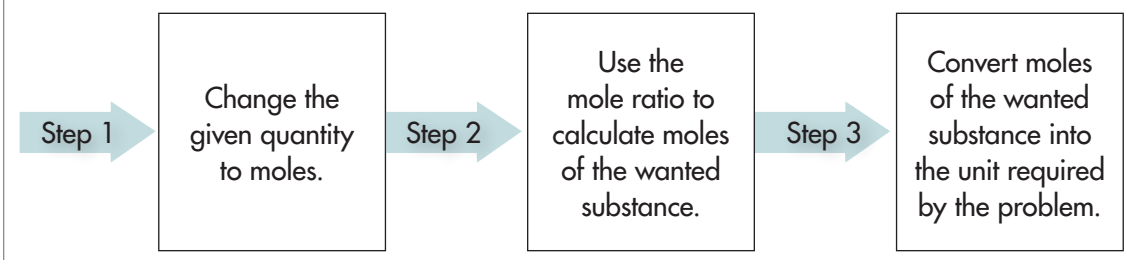 Step 1
Change the
given quantity
to moles.
Step 2
Use the
mole ratio to
calculate moles
of the wanted
substance.
Step 3
Convert moles
of the wanted
substance into
the unit required
by the problem.